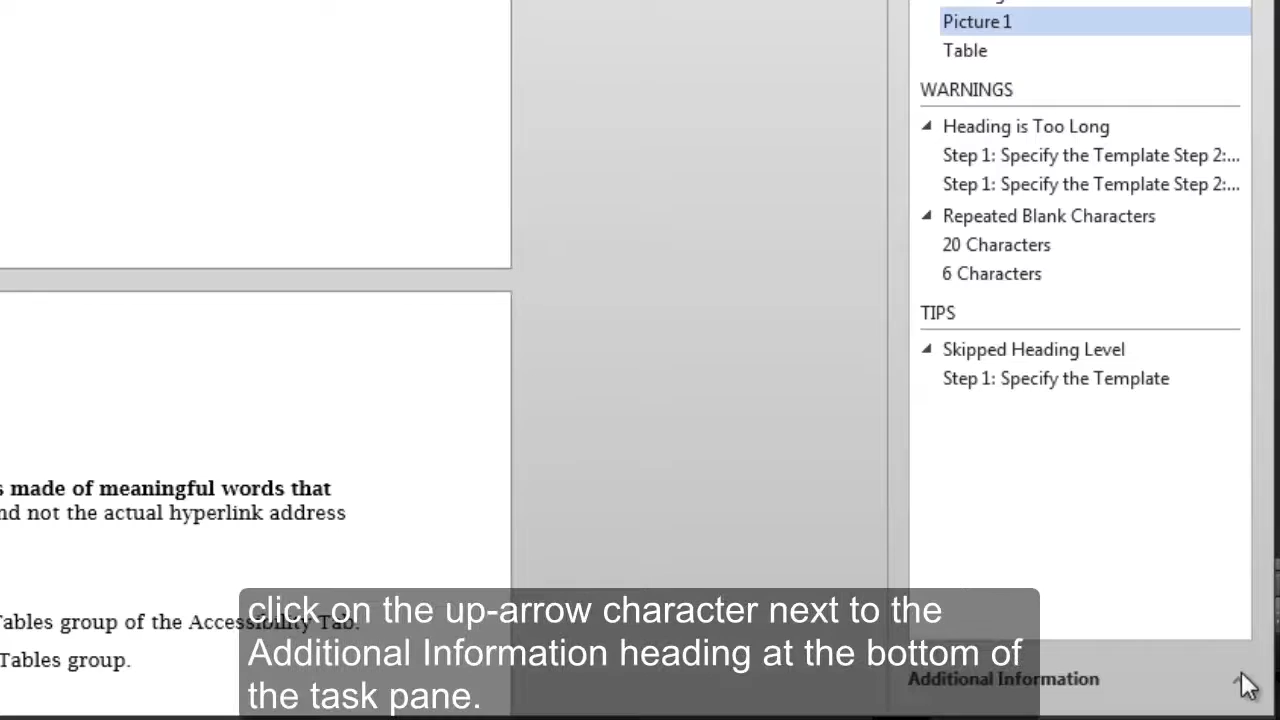 Picture 1
Table
WARNINGS
Heading is Too Long
Step 1: Specify the Template Step 2:...
Step 1: Specify the Template Step 2:...
Repeated Blank Characters
20 Characters
6 Characters
TIPS
Skipped Heading Level
Step 1: Specify the Template
made of meaningful words that
not the actual hyperlink address
Tables group of the Accessibility Tab.
Tables group.
click on the up-arrow character next to the
Additional Information heading at the bottom of
the task pane.
Additional Information